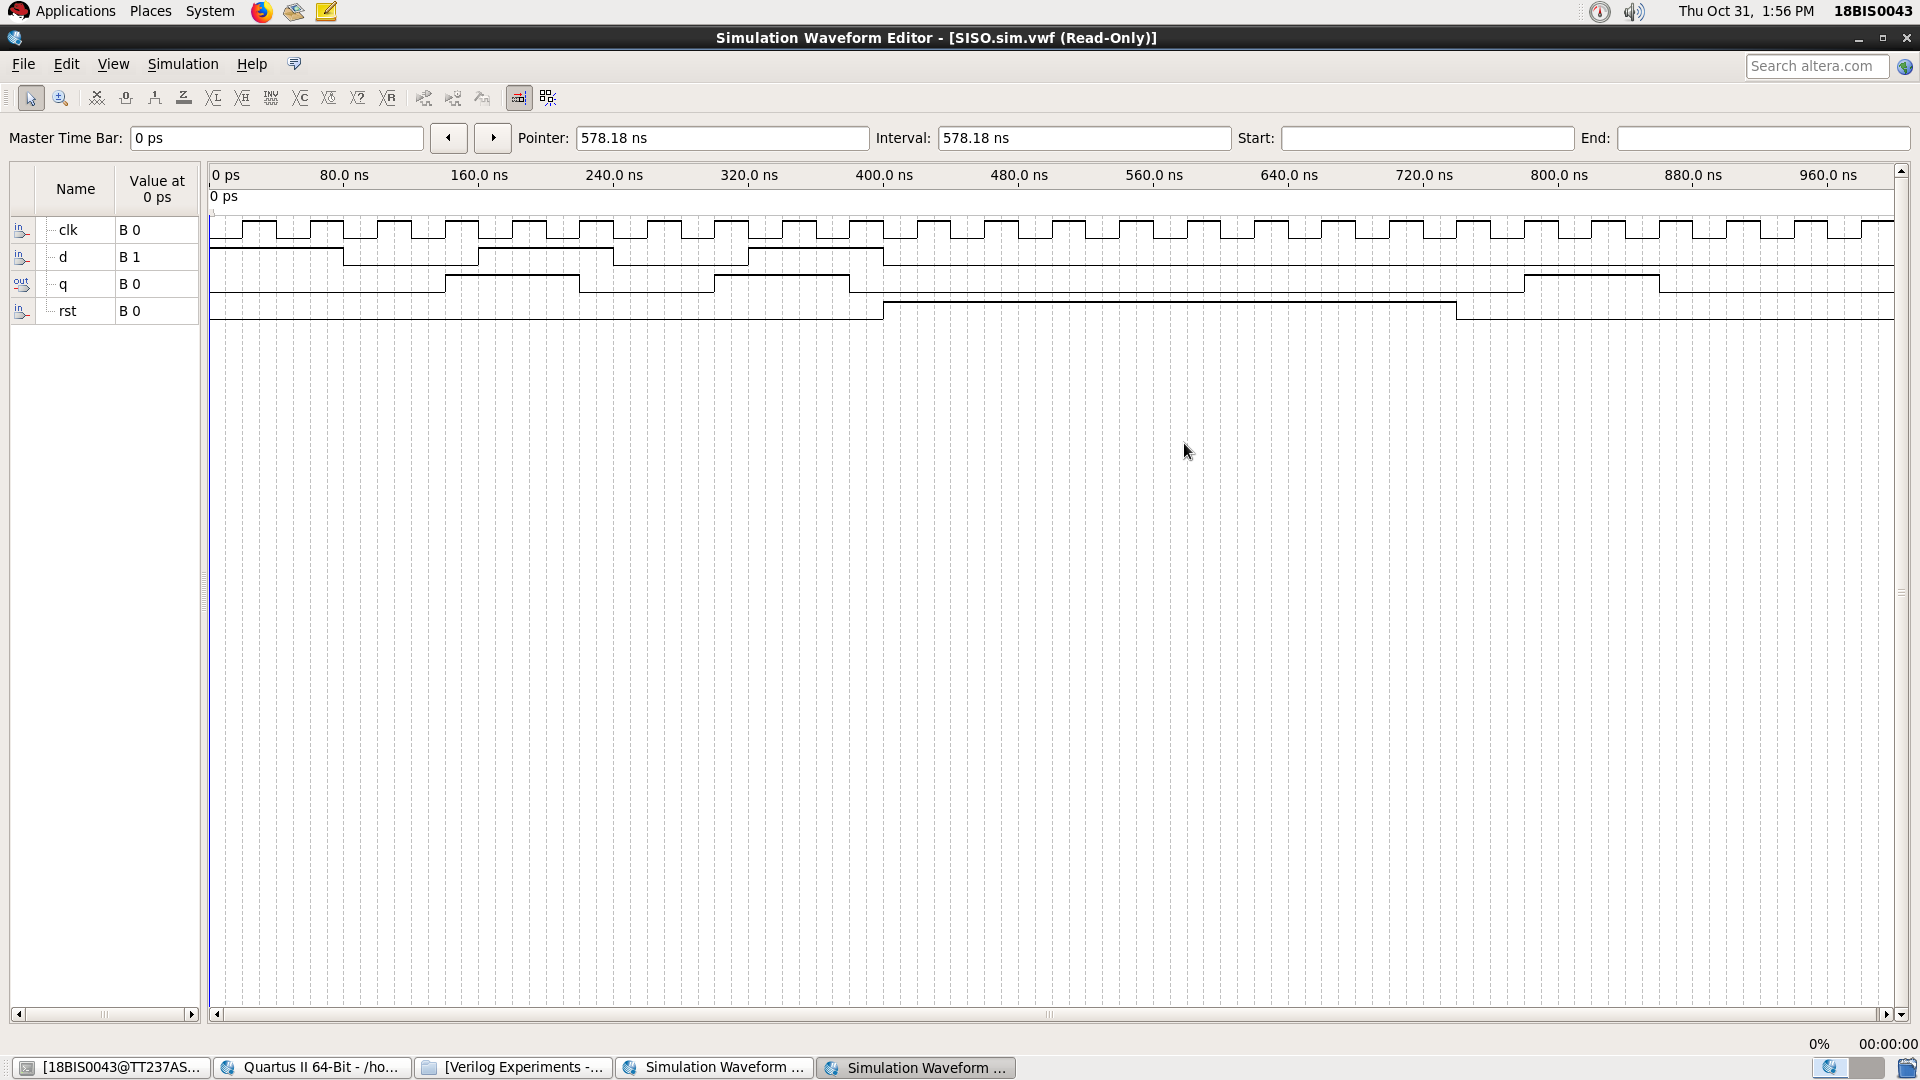 Applications Places System Thu Oct 31, 1:56 PM 18BIS0043
Simulation Waveform Editor - [SISO.sim.vwf (Read-Only)]
File Edit View Simulation Help Search altera.com
Master Time Bar: 0 ps Pointer: 578.18 ns Interval: 578.18 ns Start: End:
Name Value at 0 ps
0 ps 80.0 ns 160.0 ns 240.0 ns 320.0 ns 400.0 ns 480.0 ns 560.0 ns 640.0 ns 720.0 ns 800.0 ns 880.0 ns 960.0 ns
0 ps
in clk B 0
in d B 1
out q B 0
in rst B 0
0% 00:00:00
[18BIS0043@TT237AS... Quartus II 64-Bit - /ho... [Verilog Experiments -... Simulation Waveform ... Simulation Waveform ...